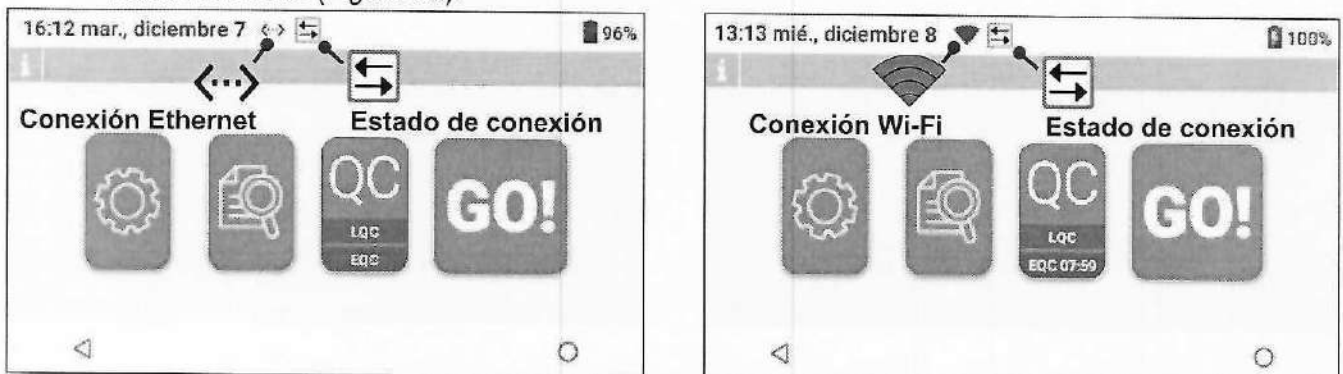 16:12 mar., diciembre 7
96%
i
Conexión Ethernet
Estado de conexión
QC
LQC
EQC
GO!
13:13 mié., diciembre 8
100%
i
Conexión Wi-Fi
Estado de conexión
QC
LQC
EQC 07:59
GO!